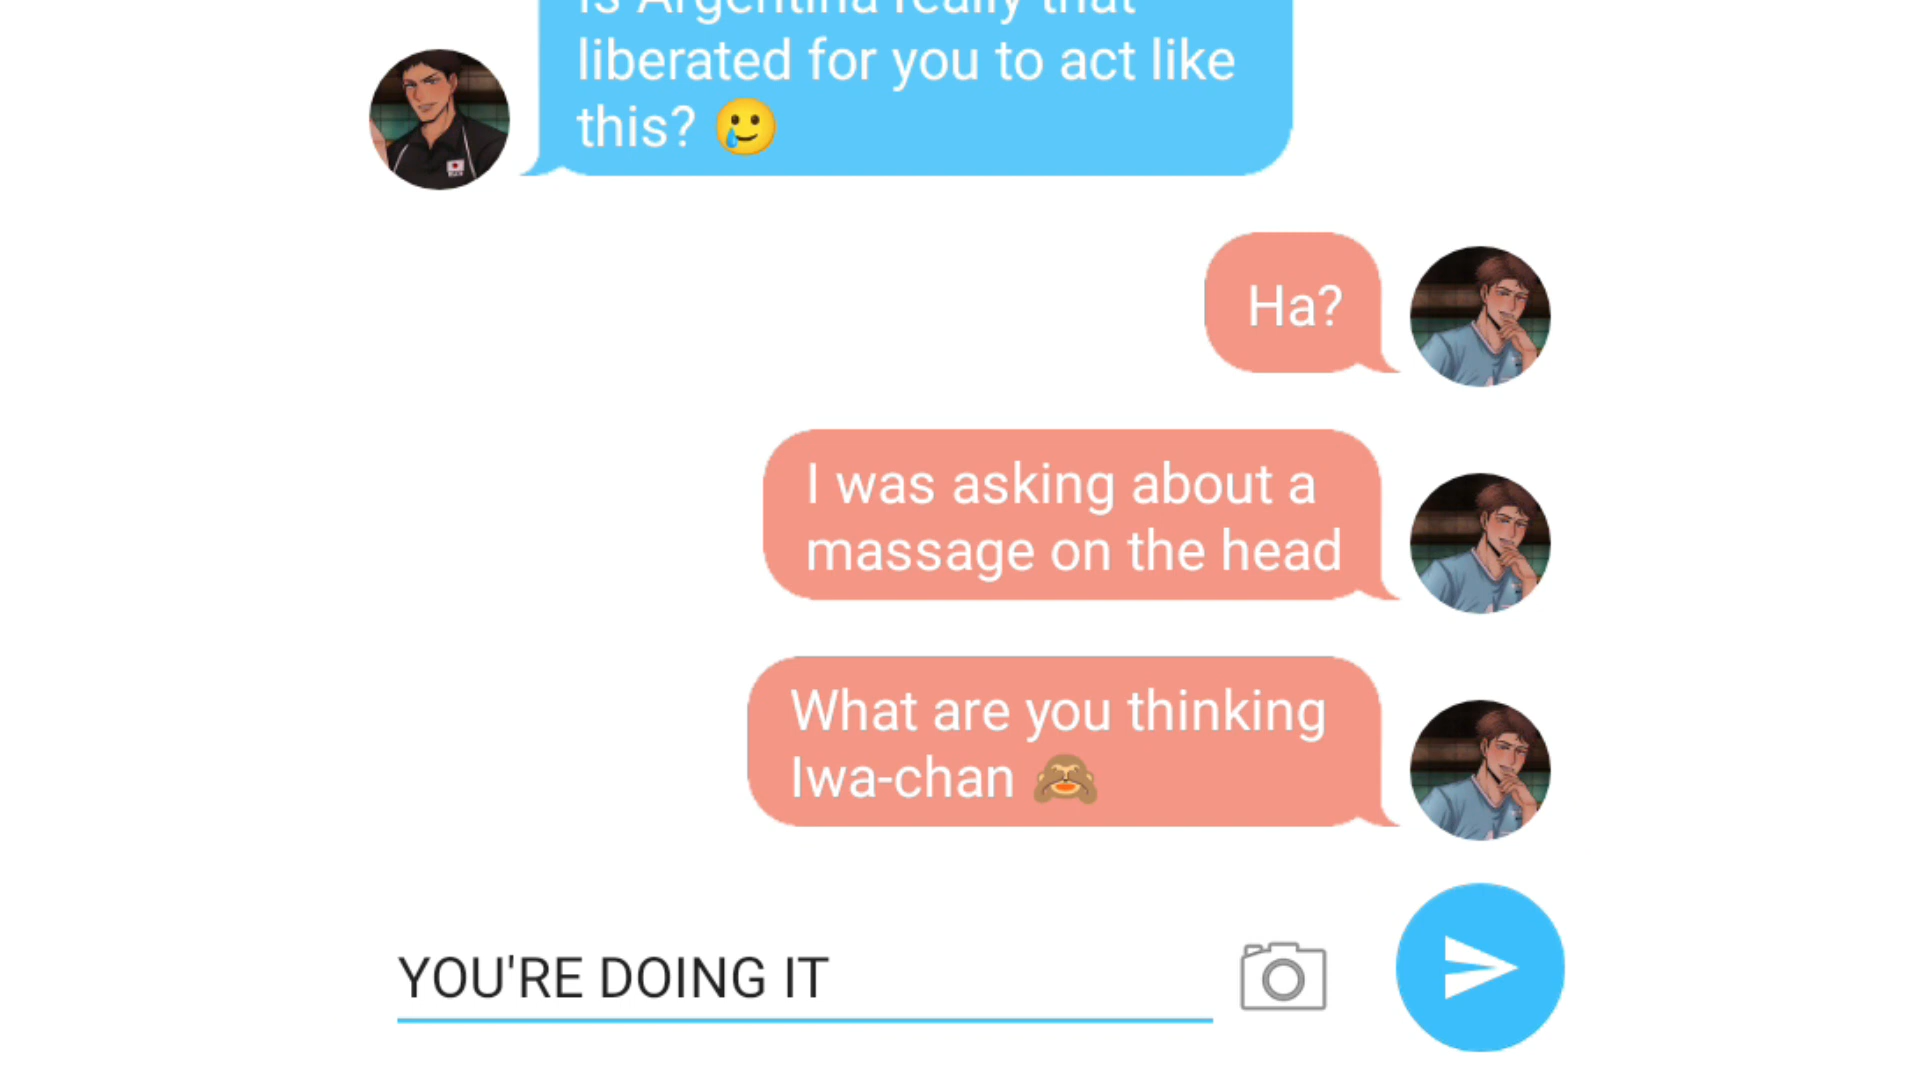 Is Argentina really that
liberated for you to act like
this? 🥲
Ha?
I was asking about a
massage on the head
What are you thinking
Iwa-chan 🙈
YOU'RE DOING IT